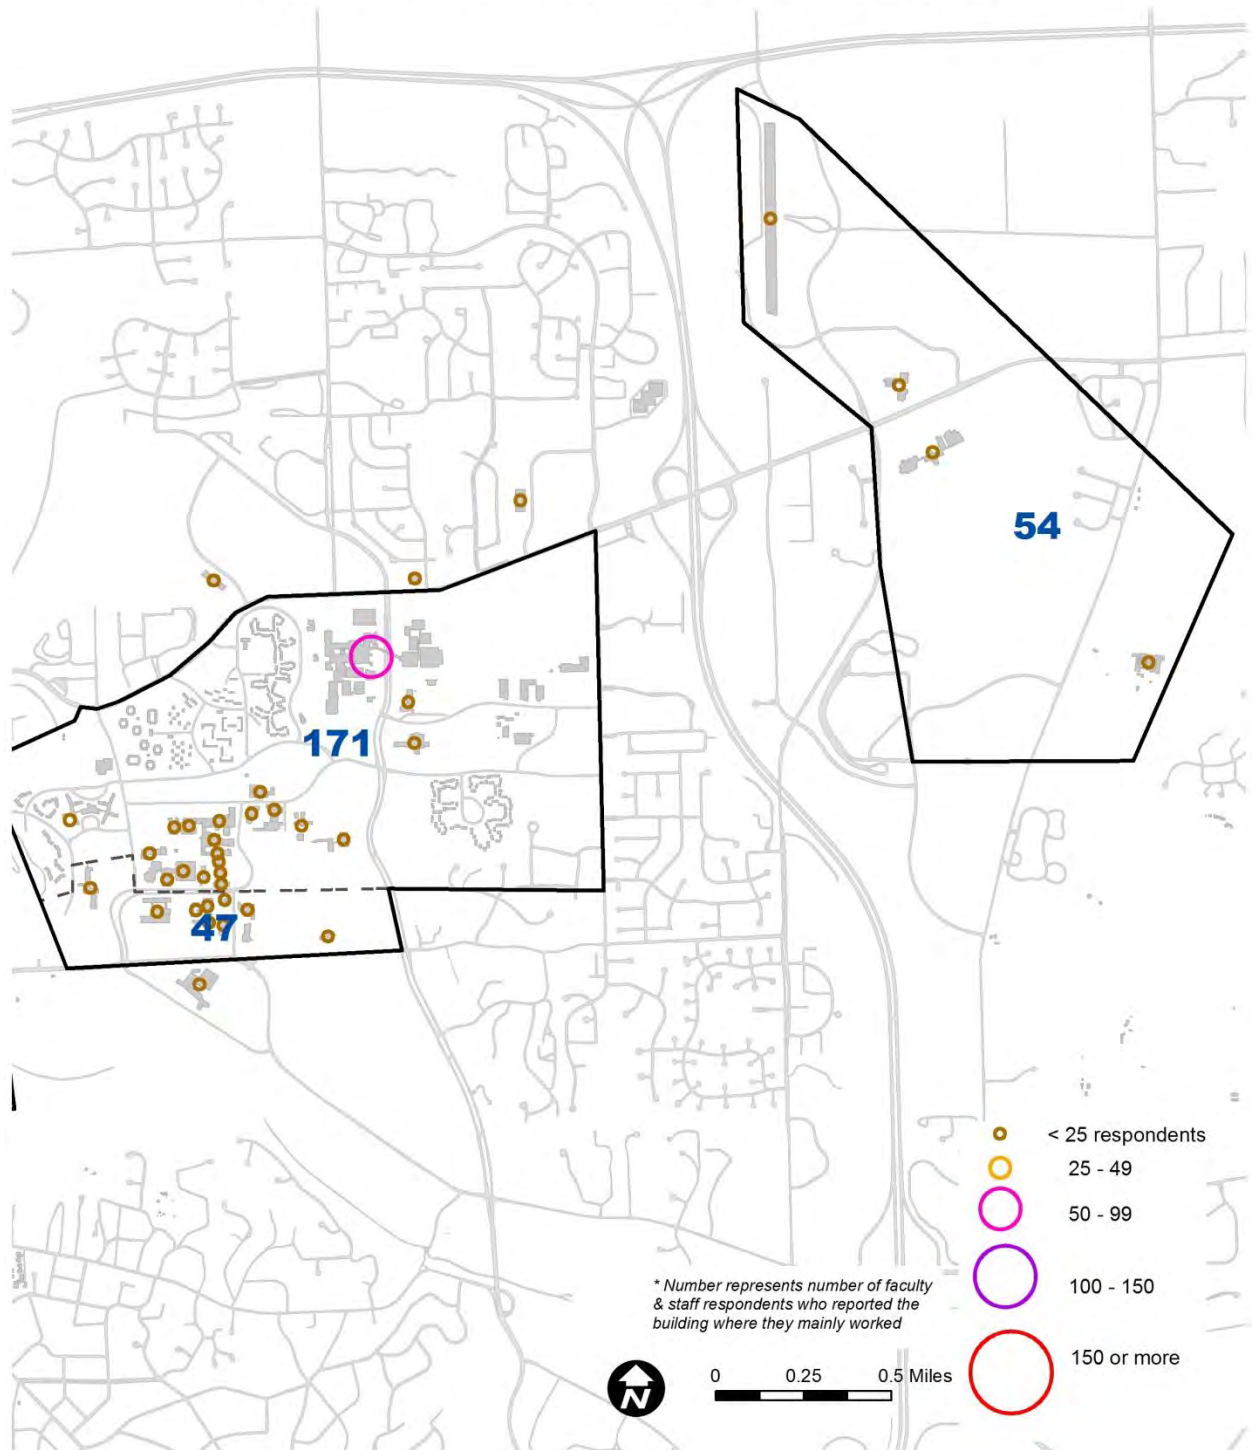 54
171
47
< 25 respondents
25 - 49
50 - 99
100 - 150
150 or more
* Number represents number of faculty
& staff respondents who reported the
building where they mainly worked
N
0 0.25 0.5 Miles